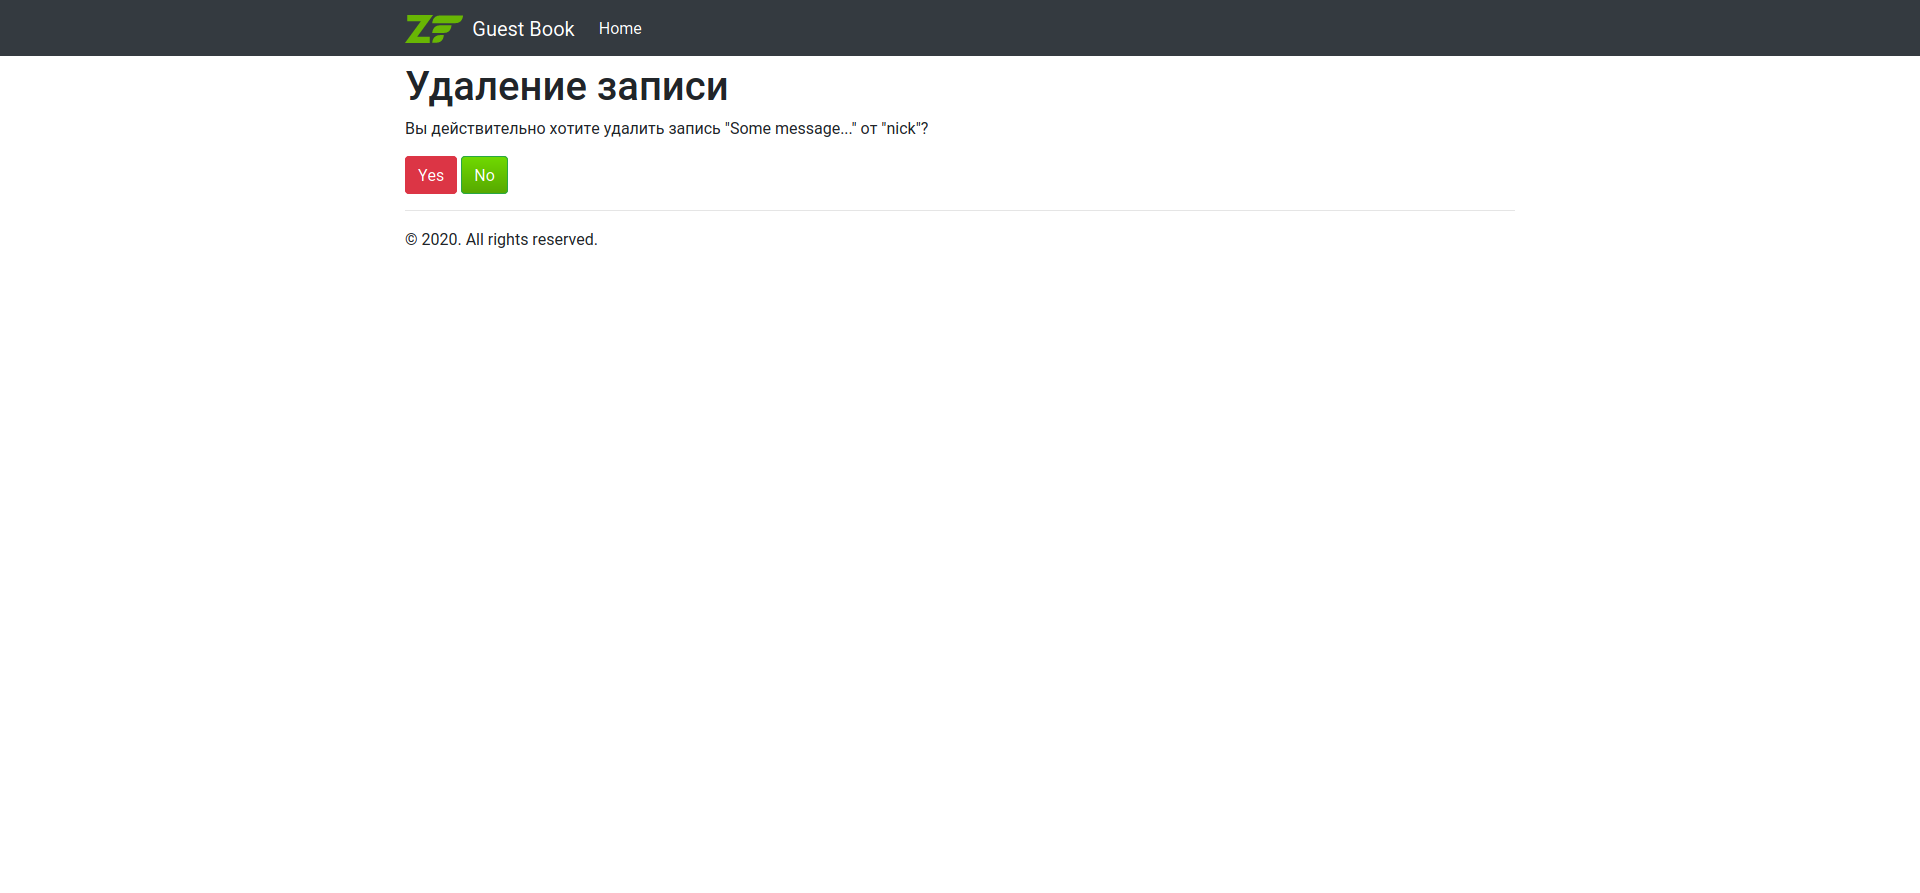 ZF Guest Book Home
Удаление записи
Вы действительно хотите удалить запись "Some message..." от "nick"?
Yes No
© 2020. All rights reserved.